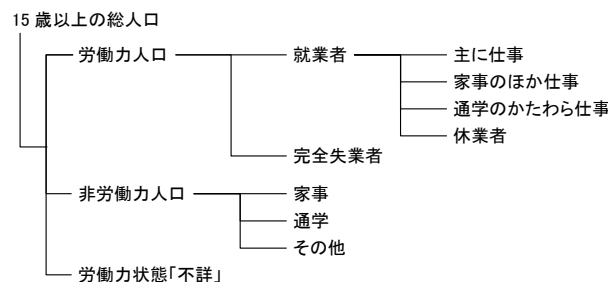 15 歳以上の総人口
労働力人口 就業者 主に仕事
家事のほか仕事
通学のかたわら仕事
休業者
完全失業者
非労働力人口 家事
通学
その他
労働力状態「不詳」